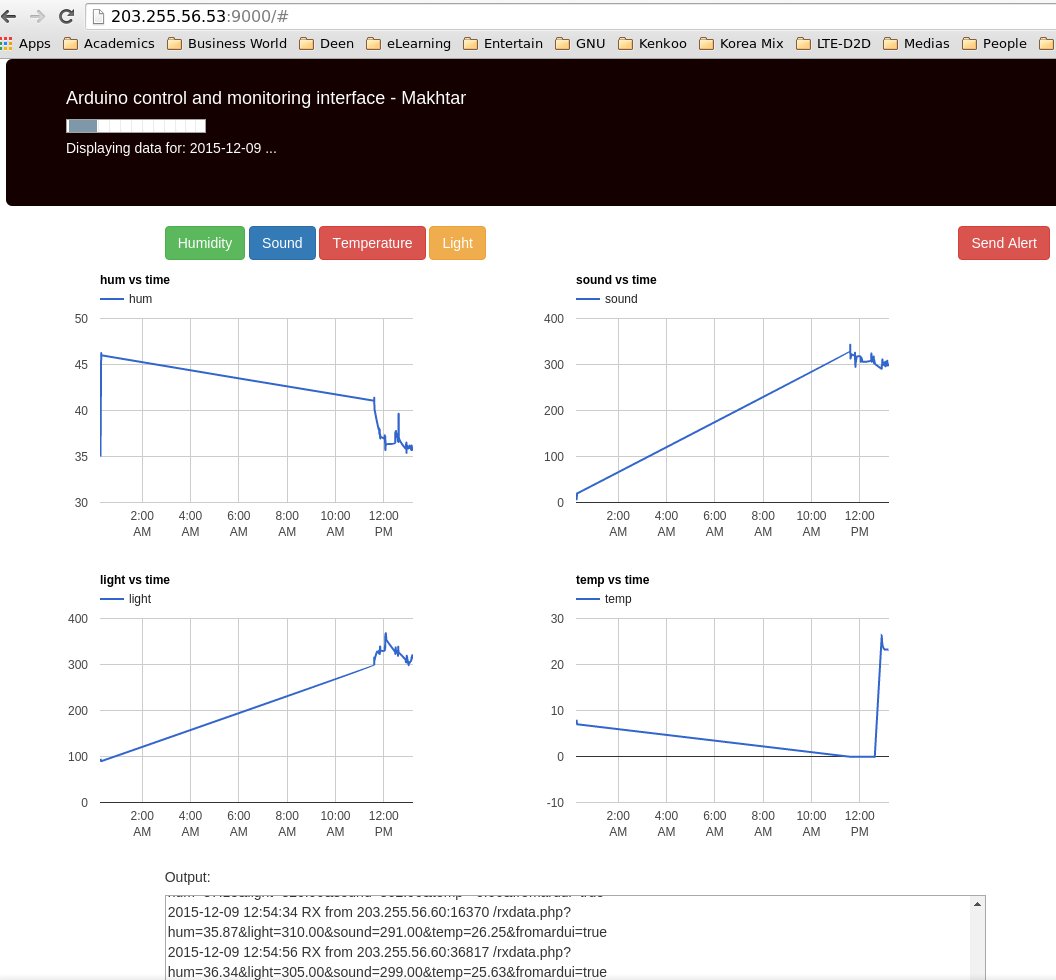 203.255.56.53:9000/#
Apps Academics Business World Deen eLearning Entertain GNU Kenkoo Korea Mix LTE-D2D Medias People
Arduino control and monitoring interface - Makhtar
Displaying data for: 2015-12-09 ...
Humidity Sound Temperature Light Send Alert
hum vs time
hum
50
45
40
35
30
2:00 AM 4:00 AM 6:00 AM 8:00 AM 10:00 AM 12:00 PM
sound vs time
sound
400
300
200
100
0
2:00 AM 4:00 AM 6:00 AM 8:00 AM 10:00 AM 12:00 PM
light vs time
light
400
300
200
100
0
2:00 AM 4:00 AM 6:00 AM 8:00 AM 10:00 AM 12:00 PM
temp vs time
temp
30
20
10
0
-10
2:00 AM 4:00 AM 6:00 AM 8:00 AM 10:00 AM 12:00 PM
Output:
2015-12-09 12:54:34 RX from 203.255.56.60:16370 /rxdata.php?
hum=35.87&light=310.00&sound=291.00&temp=26.25&fromardui=true
2015-12-09 12:54:56 RX from 203.255.56.60:36817 /rxdata.php?
hum=36.34&light=305.00&sound=299.00&temp=25.63&fromardui=true